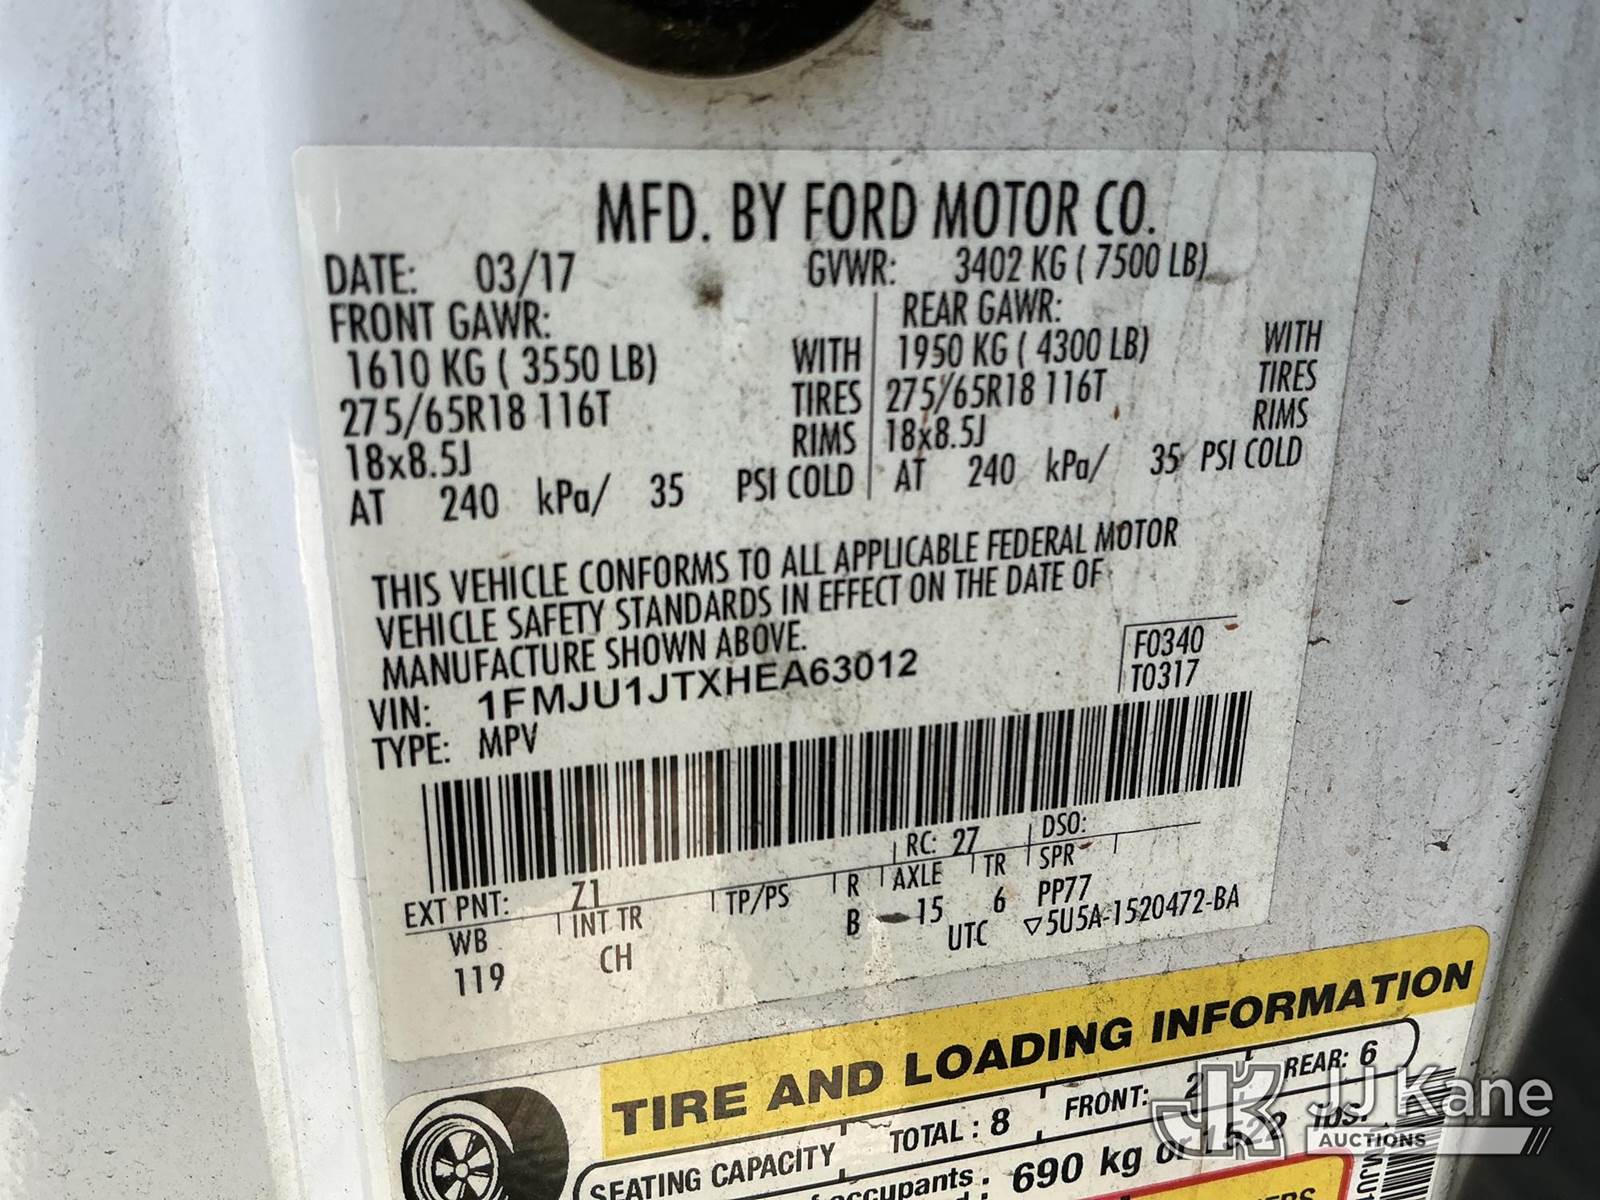 MFD. BY FORD MOTOR CO.
DATE: 03/17 GVWR: 3402 KG ( 7500 LB)
FRONT GAWR: REAR GAWR:
1610 KG ( 3550 LB) WITH 1950 KG ( 4300 LB) WITH
275/65R18 116T TIRES 275/65R18 116T TIRES
18x8.5J RIMS 18x8.5J RIMS
AT 240 kPa/ 35 PSI COLD AT 240 kPa/ 35 PSI COLD
THIS VEHICLE CONFORMS TO ALL APPLICABLE FEDERAL MOTOR
VEHICLE SAFETY STANDARDS IN EFFECT ON THE DATE OF
MANUFACTURE SHOWN ABOVE.
F0340
T0317
VIN: 1FMJU1JTXHEA63012
TYPE: MPV
EXT PNT: Z1 RC: 27 DSO:
WB INT TR TP/PS R AXLE TR SPR
119 CH B 15 6 PP77
UTC ▽5U5A-1520472-BA
TIRE AND LOADING INFORMATION
SEATING CAPACITY TOTAL : 8 FRONT: 2 REAR: 6
occupants 690 kg or lbs.
JJ Kane
AUCTIONS